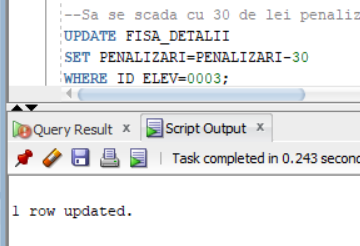 --Sa se scada cu 30 de lei penaliz
UPDATE FISA_DETALII
SET PENALIZARI=PENALIZARI-30
WHERE ID_ELEV=0003;
Query Result x Script Output x
Task completed in 0.243 second
1 row updated.